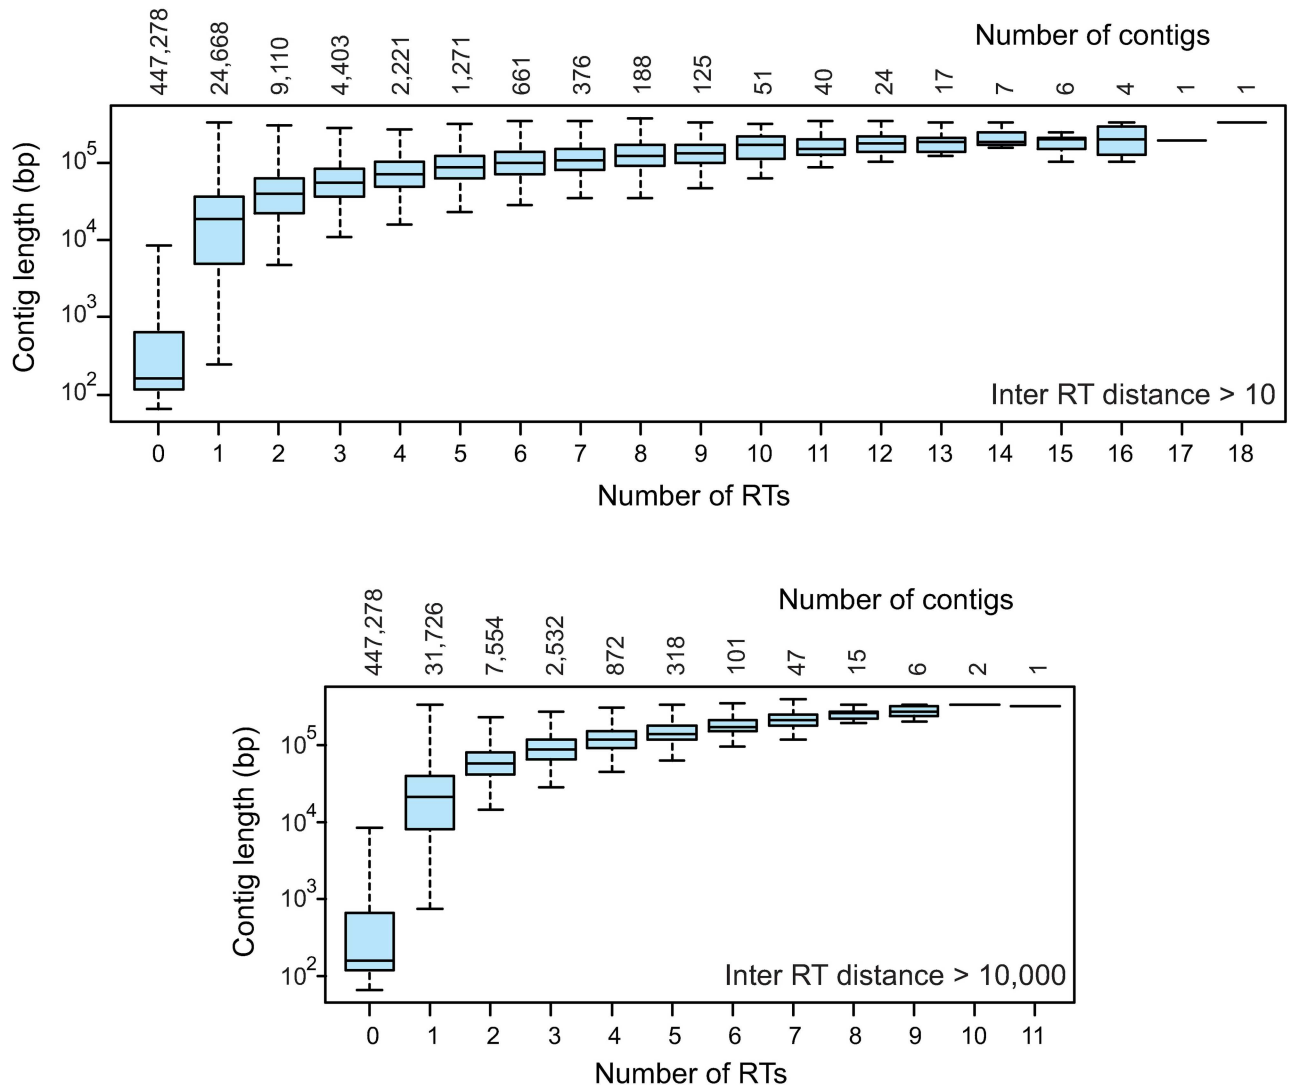 Number of contigs
447,278 24,668 9,110 4,403 2,221 1,271 661 376 188 125 51 40 24 17 7 6 4 1 1
Contig length (bp)
10^5
10^4
10^3
10^2
Inter RT distance > 10
0 1 2 3 4 5 6 7 8 9 10 11 12 13 14 15 16 17 18
Number of RTs
Number of contigs
447,278 31,726 7,554 2,532 872 318 101 47 15 6 2 1
Contig length (bp)
10^5
10^4
10^3
10^2
Inter RT distance > 10,000
0 1 2 3 4 5 6 7 8 9 10 11
Number of RTs